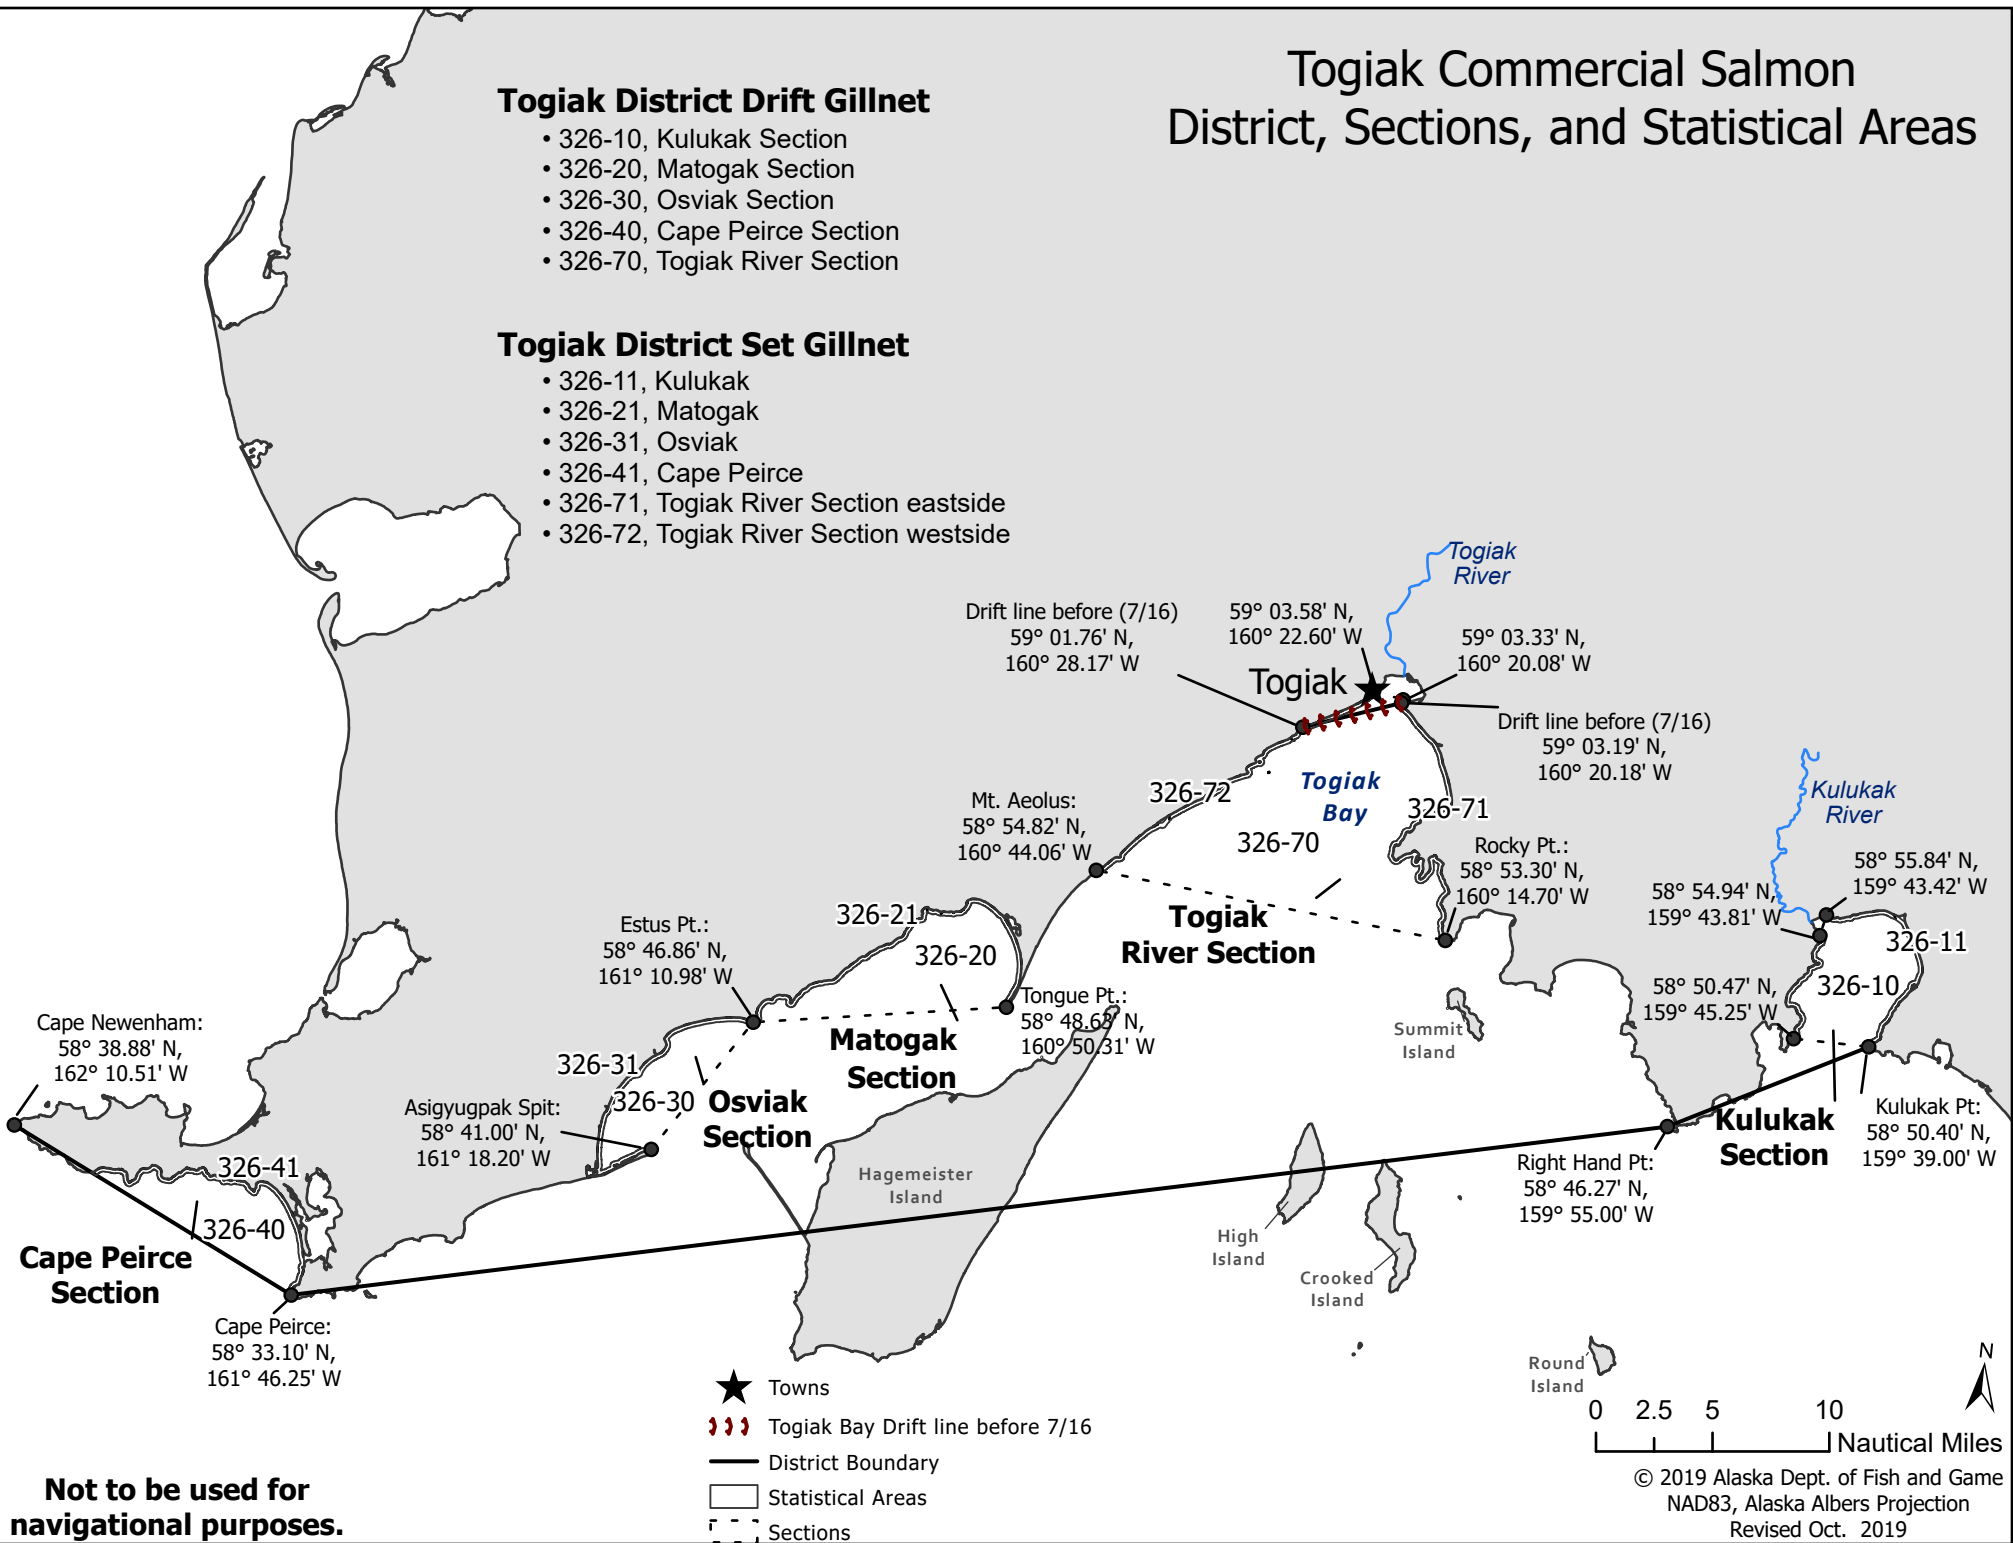 Togiak Commercial Salmon
District, Sections, and Statistical Areas
Togiak District Drift Gillnet
• 326-10, Kulukak Section
• 326-20, Matogak Section
• 326-30, Osviak Section
• 326-40, Cape Peirce Section
• 326-70, Togiak River Section
Togiak District Set Gillnet
• 326-11, Kulukak
• 326-21, Matogak
• 326-31, Osviak
• 326-41, Cape Peirce
• 326-71, Togiak River Section eastside
• 326-72, Togiak River Section westside
Togiak
River
Drift line before (7/16)
59° 01.76' N,
160° 28.17' W
59° 03.58' N,
160° 22.60' W
59° 03.33' N,
160° 20.08' W
Togiak
Drift line before (7/16)
59° 03.19' N,
160° 20.18' W
Togiak
Bay
326-72
326-71
326-70
Kulukak
River
Mt. Aeolus:
58° 54.82' N,
160° 44.06' W
Rocky Pt.:
58° 53.30' N,
160° 14.70' W
58° 55.84' N,
159° 43.42' W
58° 54.94' N,
159° 43.81' W
326-11
326-10
58° 50.47' N,
159° 45.25' W
Togiak
River Section
326-21
326-20
Estus Pt.:
58° 46.86' N,
161° 10.98' W
Tongue Pt.:
58° 48.63' N,
160° 50.31' W
Matogak
Section
Summit
Island
Cape Newenham:
58° 38.88' N,
162° 10.51' W
326-31
326-30
Osviak
Section
Asigyugpak Spit:
58° 41.00' N,
161° 18.20' W
Kulukak
Section
Kulukak Pt:
58° 50.40' N,
159° 39.00' W
Right Hand Pt:
58° 46.27' N,
159° 55.00' W
326-41
326-40
Hagemeister
Island
High
Island
Crooked
Island
Cape Peirce
Section
Cape Peirce:
58° 33.10' N,
161° 46.25' W
Round
Island
N
Towns
Togiak Bay Drift line before 7/16
District Boundary
Statistical Areas
Sections
0 2.5 5 10
Nautical Miles
© 2019 Alaska Dept. of Fish and Game
NAD83, Alaska Albers Projection
Revised Oct. 2019
Not to be used for
navigational purposes.